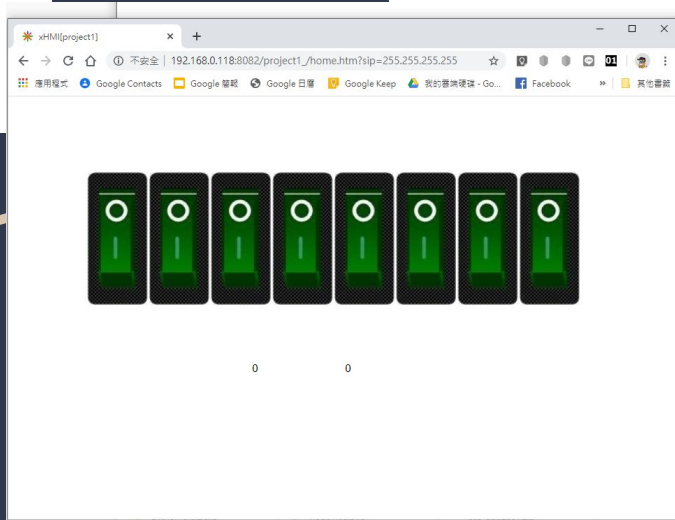 xHMI[project1]
不安全 | 192.168.0.118:8082/project1_/home.htm?sip=255.255.255.255
01
應用程式 Google Contacts Google 簡報 Google 日曆 Google Keep 我的雲端硬碟 - Go... Facebook » 其他書籤
0 0